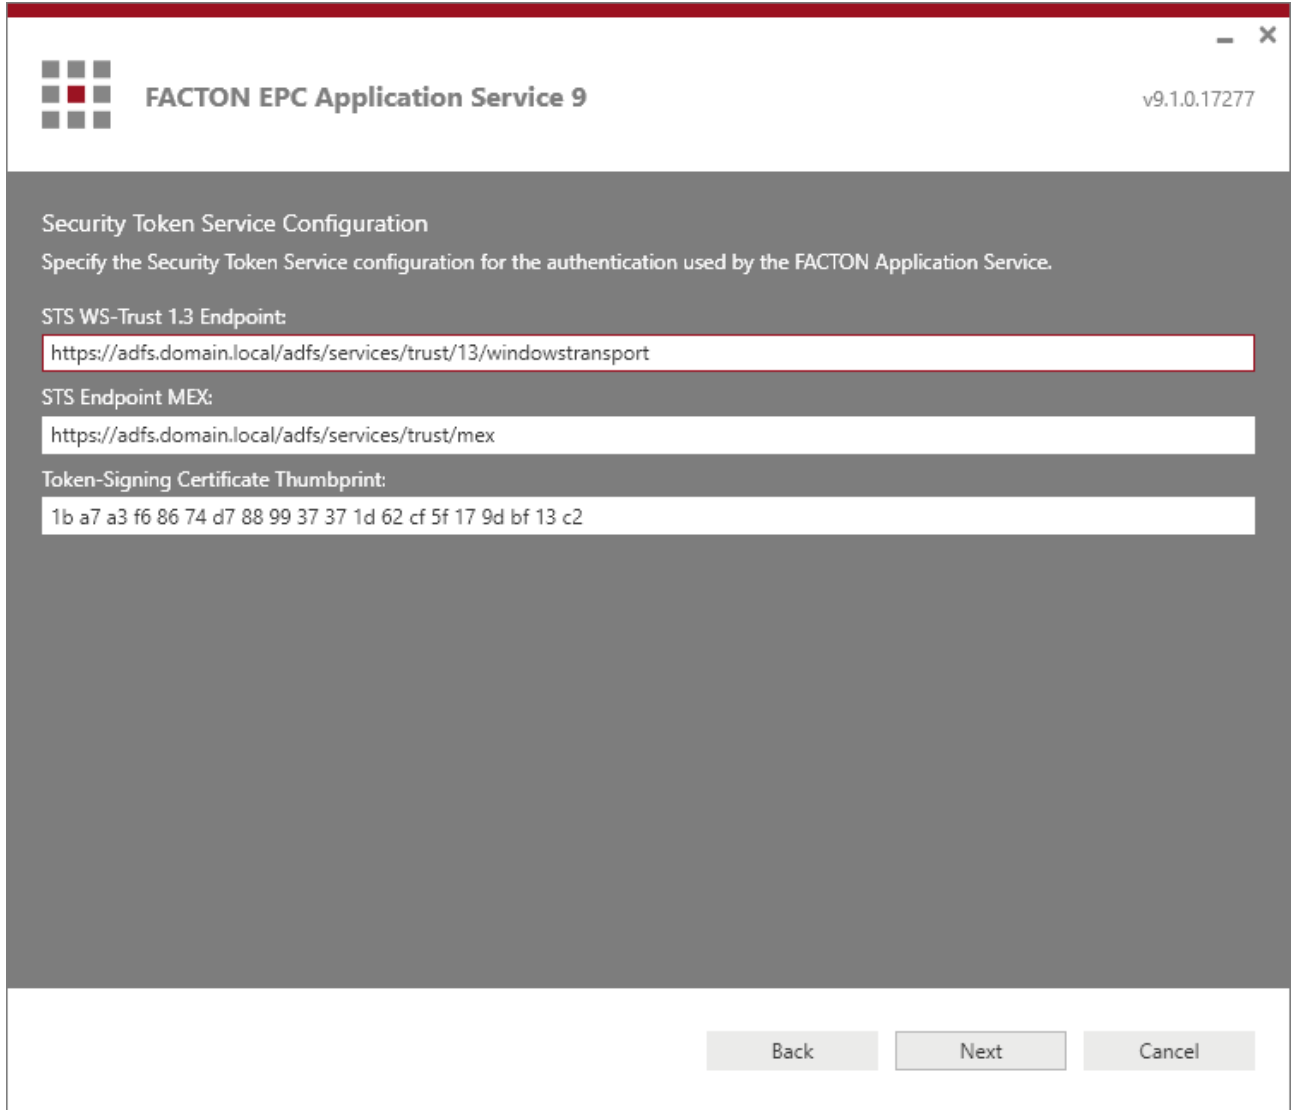 FACTON EPC Application Service 9
v9.1.0.17277
Security Token Service Configuration
Specify the Security Token Service configuration for the authentication used by the FACTON Application Service.
STS WS-Trust 1.3 Endpoint:
https://adfs.domain.local/adfs/services/trust/13/windowstransport
STS Endpoint MEX:
https://adfs.domain.local/adfs/services/trust/mex
Token-Signing Certificate Thumbprint:
1b a7 a3 f6 86 74 d7 88 99 37 37 1d 62 cf 5f 17 9d bf 13 c2
Back
Next
Cancel